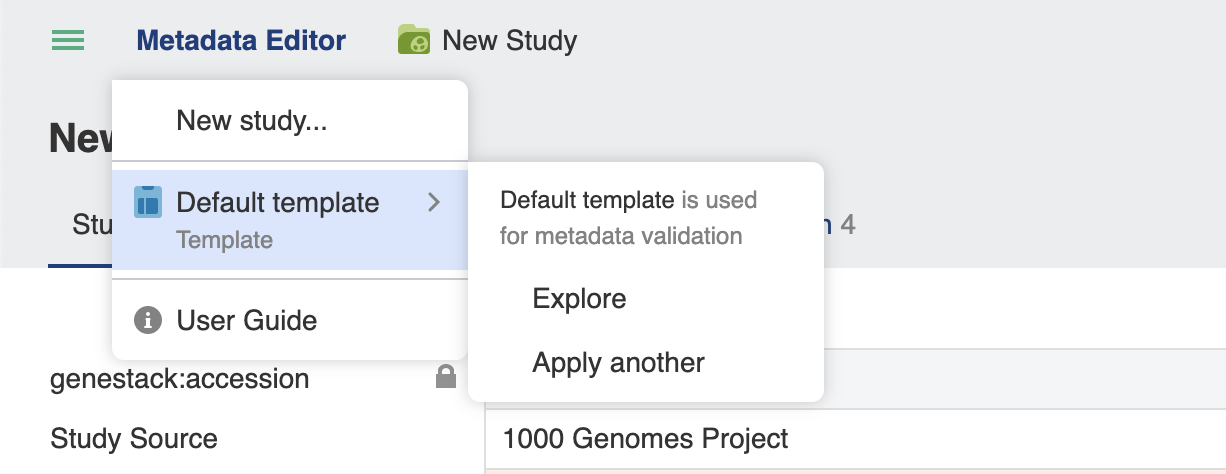 Metadata Editor
New Study
New study...
New
Default template
Template
Default template is used
for metadata validation
Stu
4
Explore
User Guide
Apply another
genestack:accession
Study Source
1000 Genomes Project